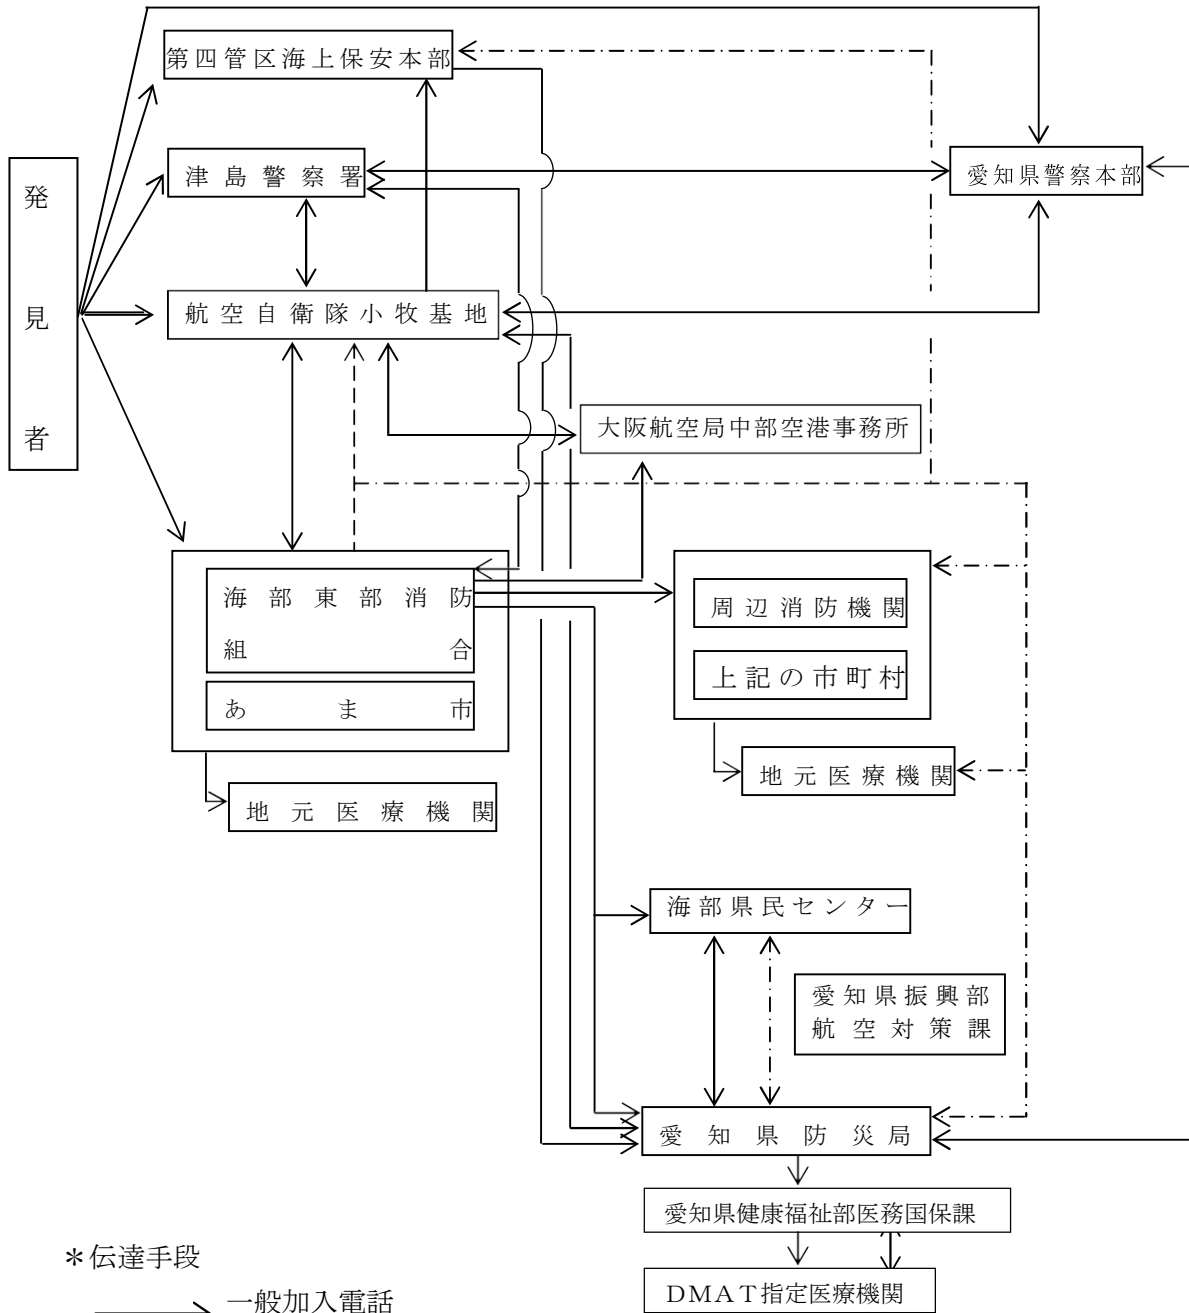 第四管区海上保安本部
津島警察署
愛知県警察本部
発見者
航空自衛隊小牧基地
大阪航空局中部空港事務所
海部東部消防
組合
あま市
周辺消防機関
上記の市町村
地元医療機関
地元医療機関
海部県民センター
愛知県振興部
航空対策課
愛知県防災局
愛知県健康福祉部医務国保課
DMAT指定医療機関
*伝達手段
一般加入電話